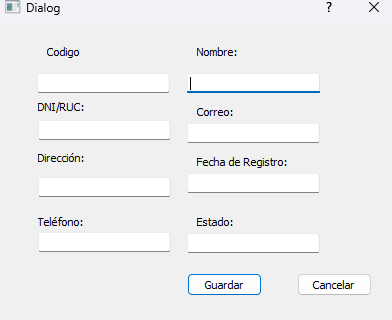 Dialog
?
Codigo
Nombre:
DNI/RUC:
Correo:
Dirección:
Fecha de Registro:
Teléfono:
Estado:
Guardar
Cancelar